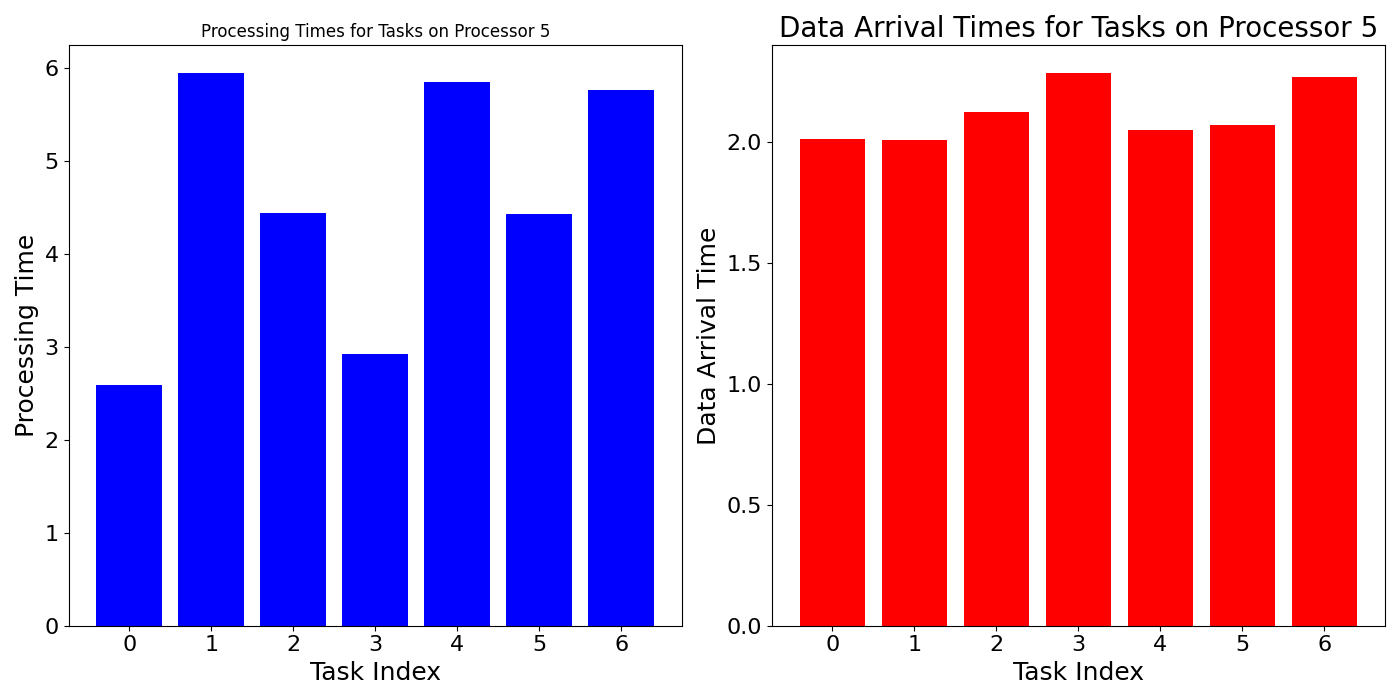 Processing Times for Tasks on Processor 5
Processing Time
6
5
4
3
2
1
0
0 1 2 3 4 5 6
Task Index
Data Arrival Times for Tasks on Processor 5
Data Arrival Time
2.0
1.5
1.0
0.5
0.0
0 1 2 3 4 5 6
Task Index